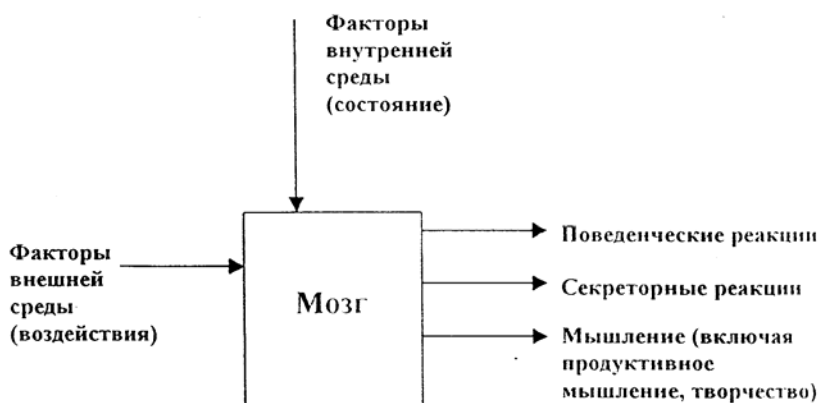 Факторы
внутренней
среды
(состояние)
Факторы
внешней
среды
(воздействия)
Мозг
Поведенческие реакции
Секреторные реакции
Мышление (включая
продуктивное
мышление, творчество)